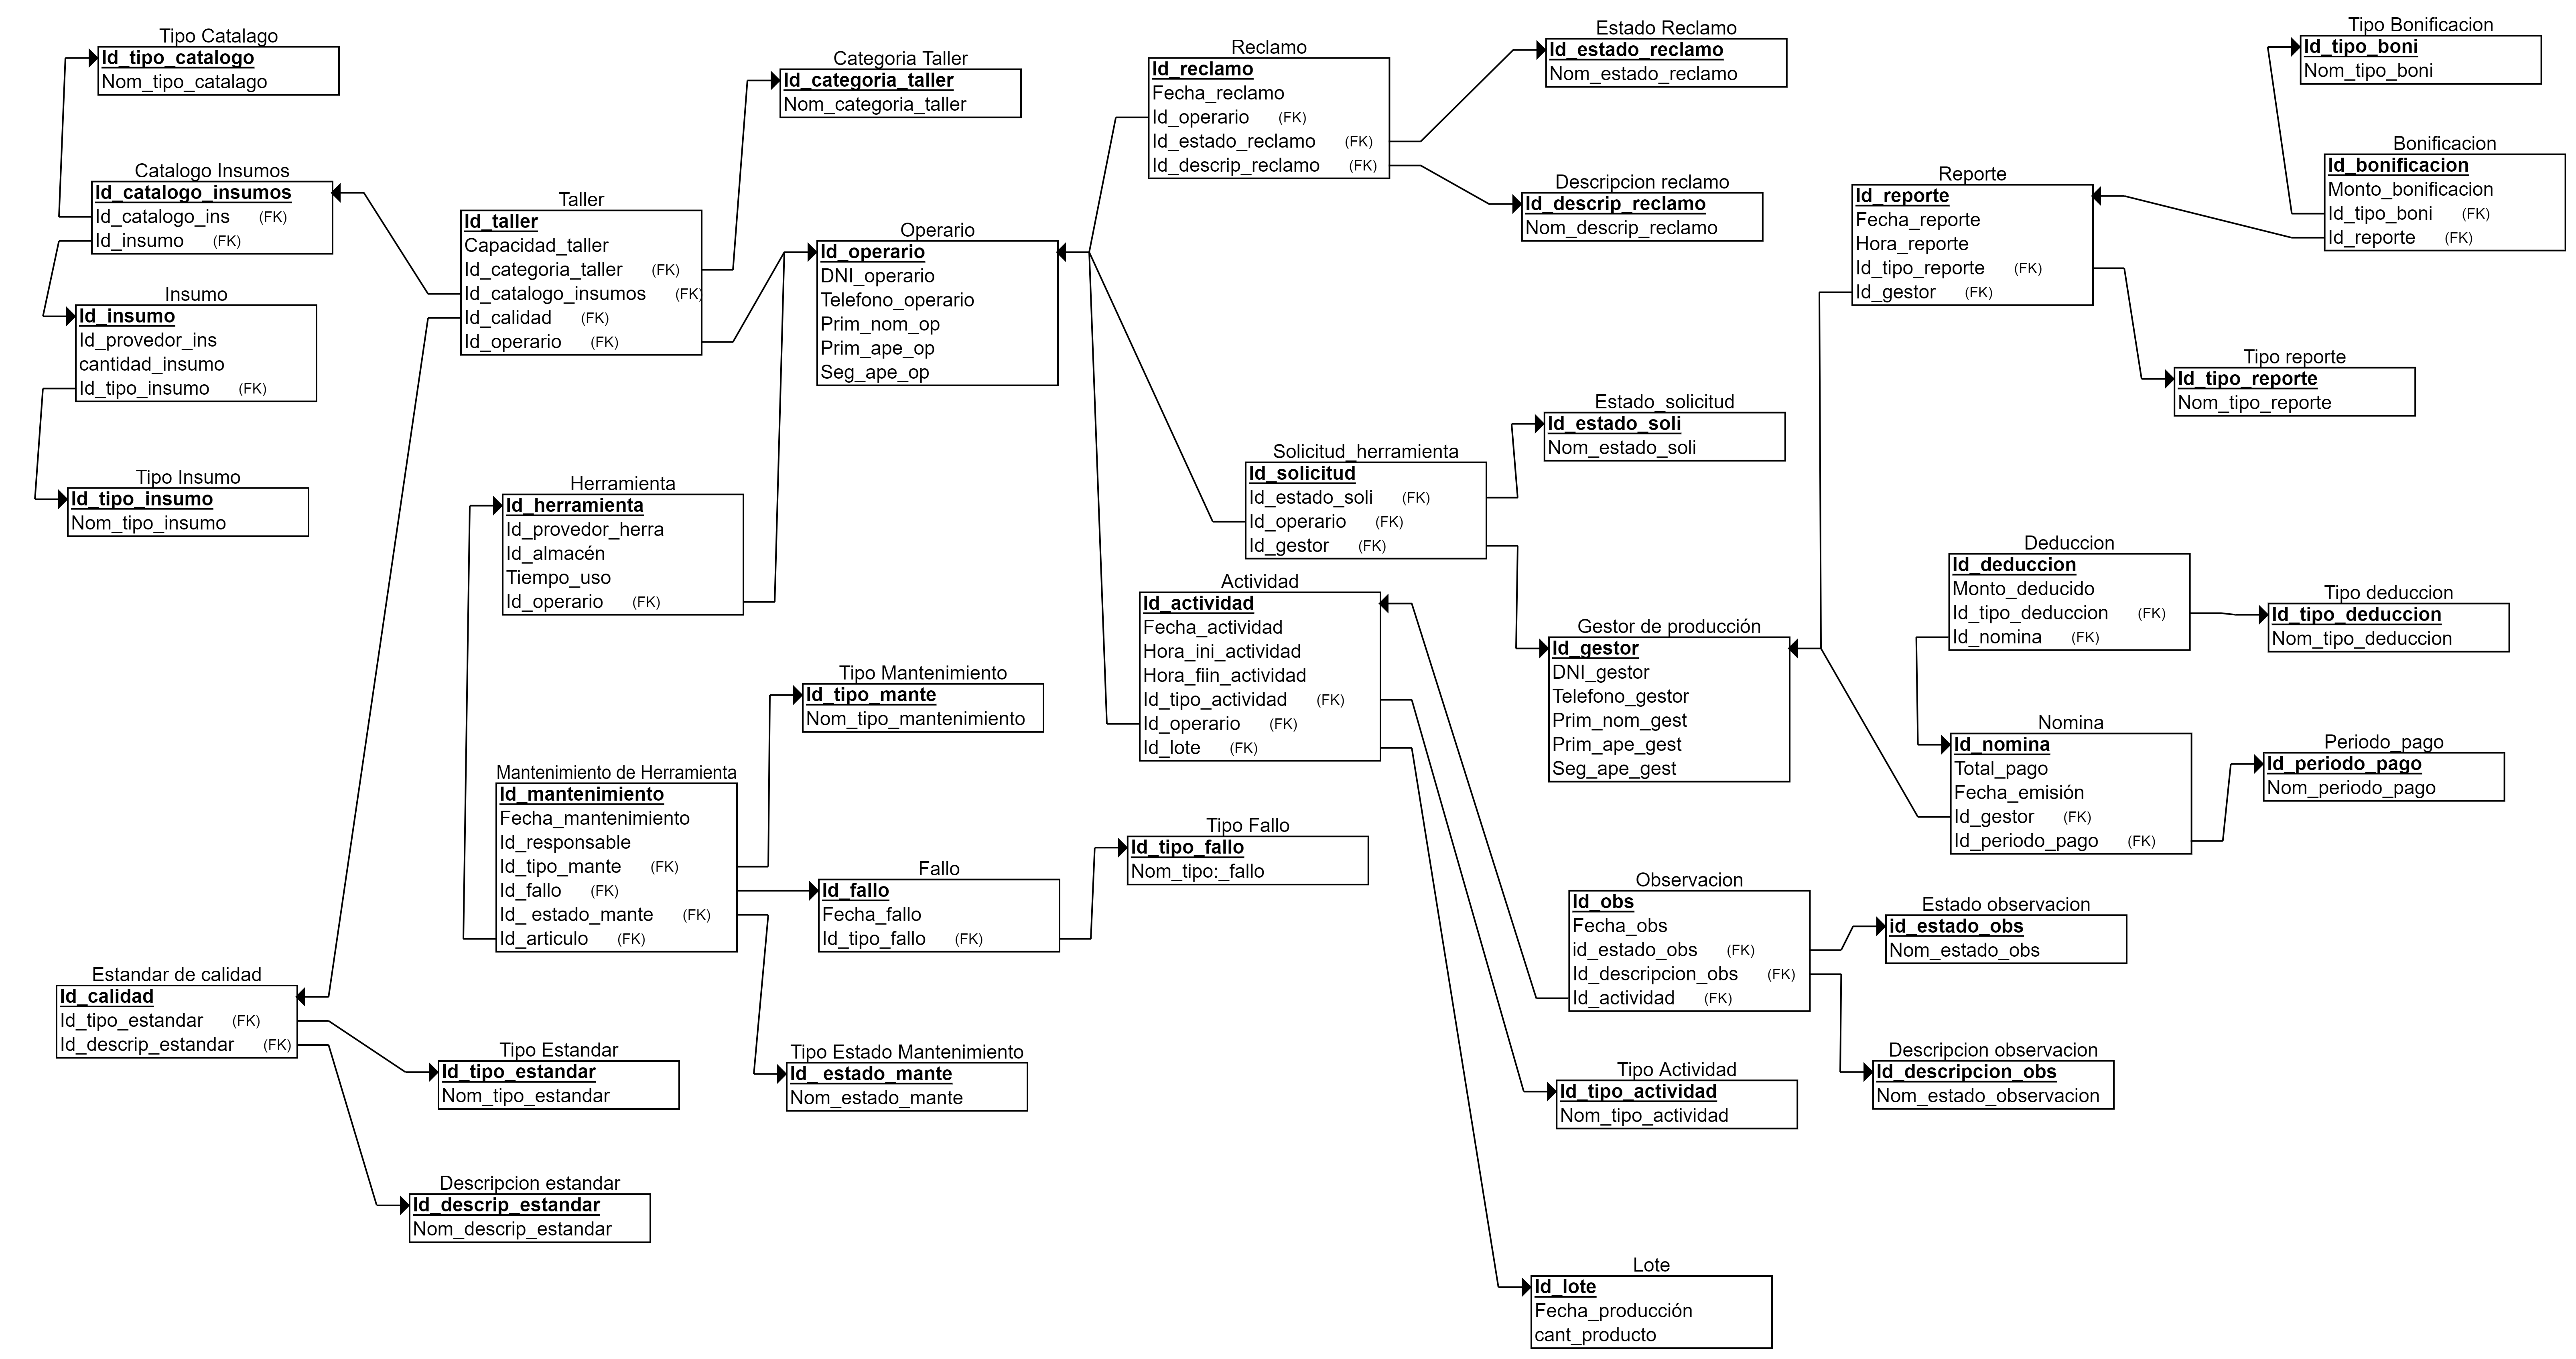 Tipo Catalago
Id_tipo_catalogo
Nom_tipo_catalago
Catalogo Insumos
Id_catalogo_insumos
Id_catalogo_ins (FK)
Id_insumo (FK)
Insumo
Id_insumo
Id_provedor_ins
cantidad_insumo
Id_tipo_insumo (FK)
Tipo Insumo
Id_tipo_insumo
Nom_tipo_insumo
Taller
Id_taller
Capacidad_taller
Id_categoria_taller (FK)
Id_catalogo_insumos (FK)
Id_calidad (FK)
Id_operario (FK)
Categoria Taller
Id_categoria_taller
Nom_categoria_taller
Operario
Id_operario
DNI_operario
Telefono_operario
Prim_nom_op
Prim_ape_op
Seg_ape_op
Reclamo
Id_reclamo
Fecha_reclamo
Id_operario (FK)
Id_estado_reclamo (FK)
Id_descrip_reclamo (FK)
Estado Reclamo
Id_estado_reclamo
Nom_estado_reclamo
Descripcion reclamo
Id_descrip_reclamo
Nom_descrip_reclamo
Tipo Bonificacion
Id_tipo_boni
Nom_tipo_boni
Bonificacion
Id_bonificacion
Monto_bonificacion
Id_tipo_boni (FK)
Id_reporte (FK)
Reporte
Id_reporte
Fecha_reporte
Hora_reporte
Id_tipo_reporte (FK)
Id_gestor (FK)
Tipo reporte
Id_tipo_reporte
Nom_tipo_reporte
Estado_solicitud
Id_estado_soli
Nom_estado_soli
Solicitud_herramienta
Id_solicitud
Id_estado_soli (FK)
Id_operario (FK)
Id_gestor (FK)
Herramienta
Id_herramienta
Id_provedor_herra
Id_almacén
Tiempo_uso
Id_operario (FK)
Actividad
Id_actividad
Fecha_actividad
Hora_ini_actividad
Hora_fiin_actividad
Id_tipo_actividad (FK)
Id_operario (FK)
Id_lote (FK)
Gestor de producción
Id_gestor
DNI_gestor
Telefono_gestor
Prim_nom_gest
Prim_ape_gest
Seg_ape_gest
Deduccion
Id_deduccion
Monto_deducido
Id_tipo_deduccion (FK)
Id_nomina (FK)
Tipo deduccion
Id_tipo_deduccion
Nom_tipo_deduccion
Nomina
Id_nomina
Total_pago
Fecha_emisión
Id_gestor (FK)
Id_periodo_pago (FK)
Periodo_pago
Id_periodo_pago
Nom_periodo_pago
Tipo Mantenimiento
Id_tipo_mante
Nom_tipo_mantenimiento
Mantenimiento de Herramienta
Id_mantenimiento
Fecha_mantenimiento
Id_responsable
Id_tipo_mante (FK)
Id_fallo (FK)
Id_ estado_mante (FK)
Id_articulo (FK)
Fallo
Id_fallo
Fecha_fallo
Id_tipo_fallo (FK)
Tipo Fallo
Id_tipo_fallo
Nom_tipo:_fallo
Observacion
Id_obs
Fecha_obs
id_estado_obs (FK)
Id_descripcion_obs (FK)
Id_actividad (FK)
Estado observacion
id_estado_obs
Nom_estado_obs
Descripcion observacion
Id_descripcion_obs
Nom_estado_observacion
Estandar de calidad
Id_calidad
Id_tipo_estandar (FK)
Id_descrip_estandar (FK)
Tipo Estandar
Id_tipo_estandar
Nom_tipo_estandar
Tipo Estado Mantenimiento
Id_ estado_mante
Nom_estado_mante
Tipo Actividad
Id_tipo_actividad
Nom_tipo_actividad
Descripcion estandar
Id_descrip_estandar
Nom_descrip_estandar
Lote
Id_lote
Fecha_producción
cant_producto